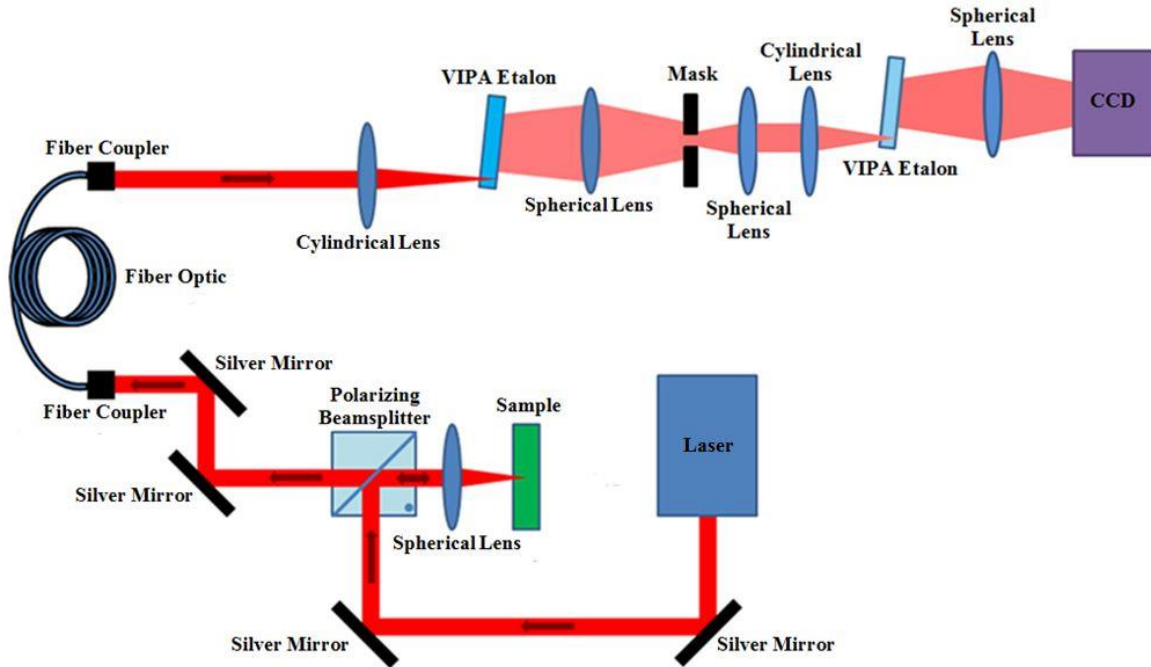 Spherical
Lens
Cylindrical
Lens
VIPA Etalon
Mask
CCD
Fiber Coupler
VIPA Etalon
Spherical Lens
Spherical
Lens
Cylindrical Lens
Fiber Optic
Silver Mirror
Polarizing
Beamsplitter
Sample
Fiber Coupler
Laser
Silver Mirror
Spherical Lens
Silver Mirror
Silver Mirror